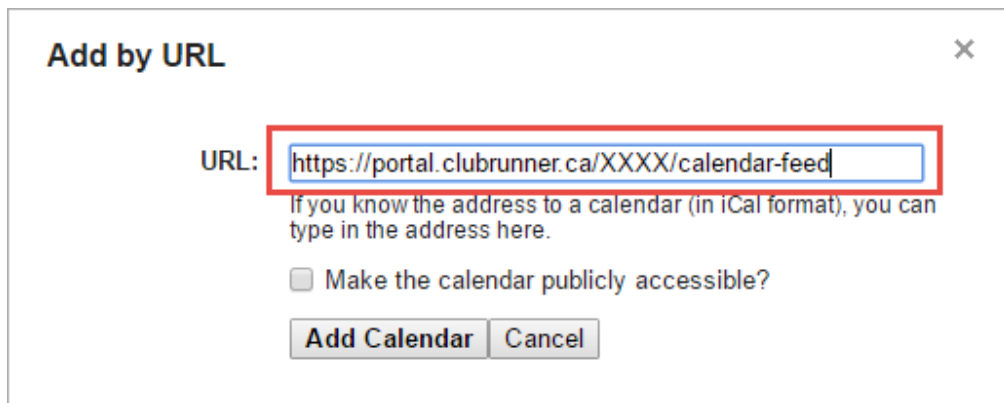 Add by URL
URL: https://portal.clubrunner.ca/XXXX/calendar-feed
If you know the address to a calendar (in iCal format), you can
type in the address here.
Make the calendar publicly accessible?
Add Calendar Cancel